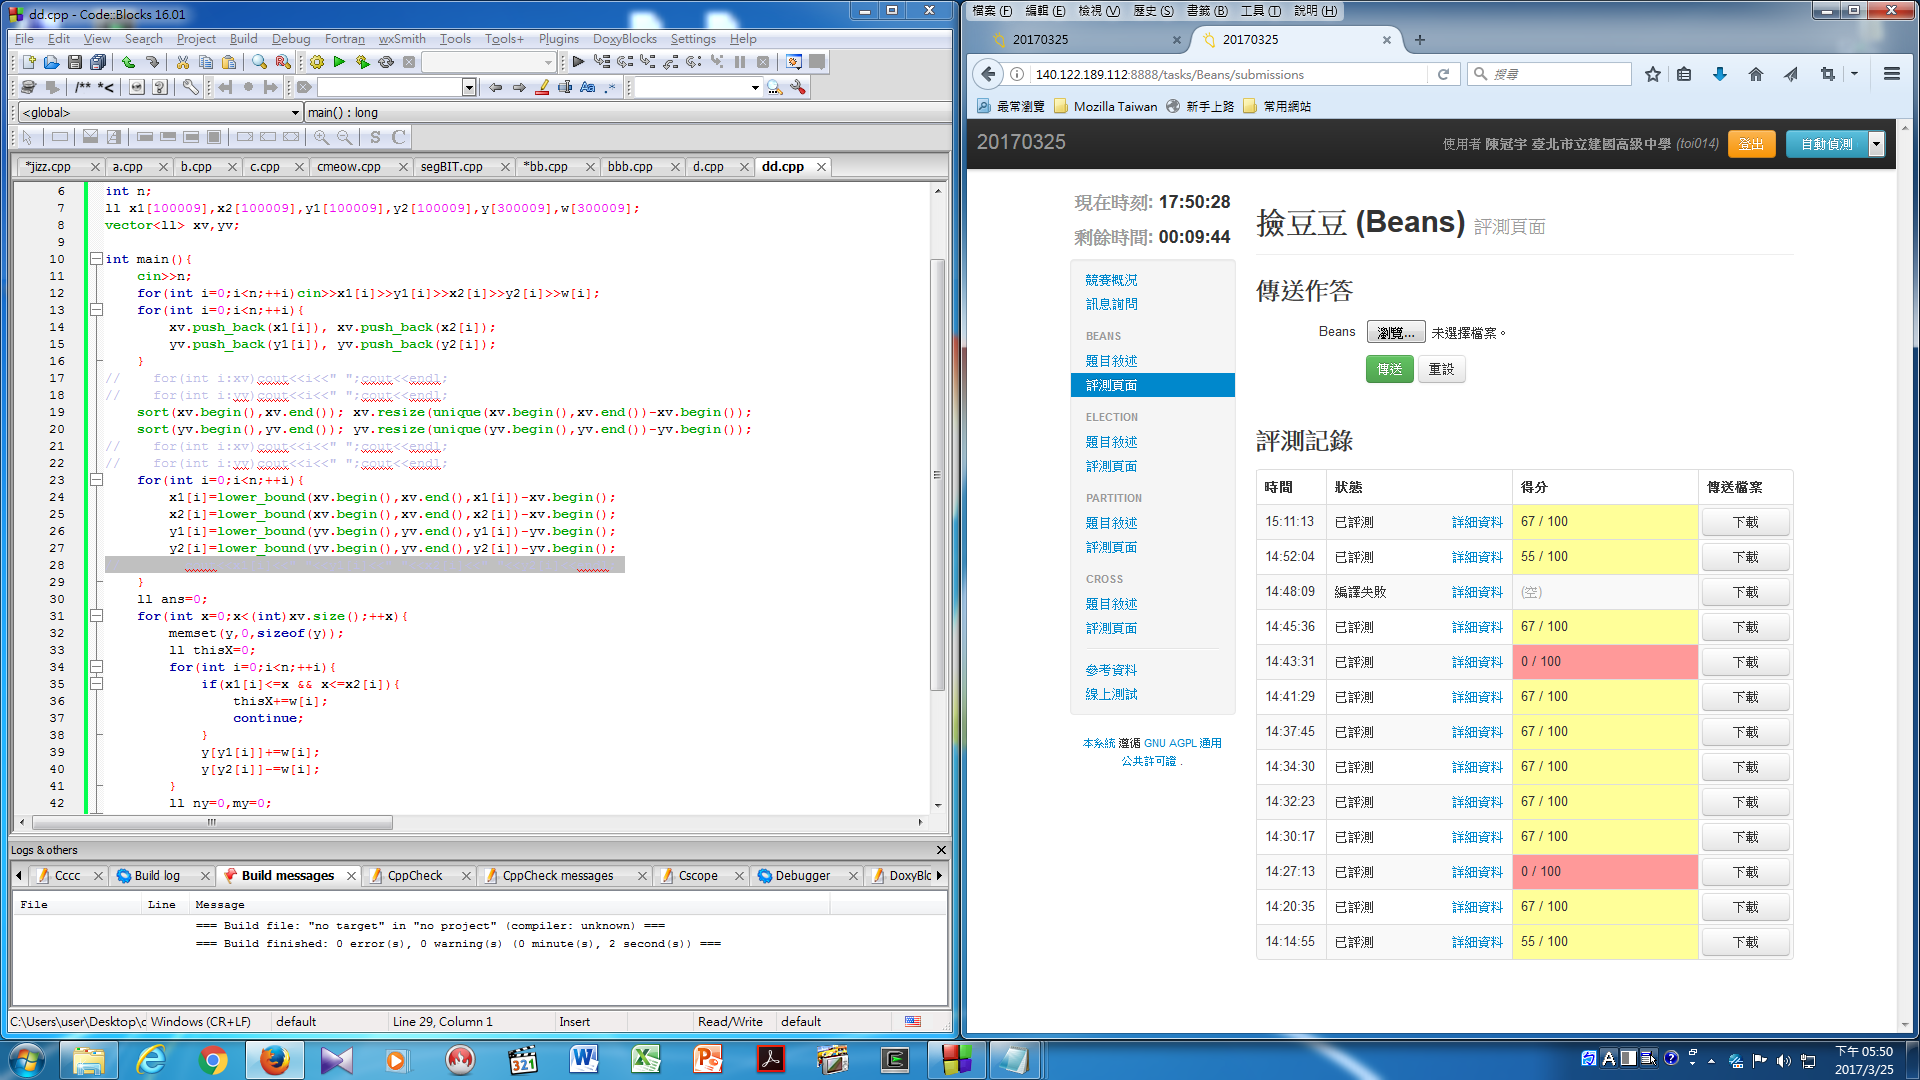 dd.cpp - Code::Blocks 16.01
File Edit View Search Project Build Debug Fortran wxSmith Tools Tools+ Plugins DoxyBlocks Settings Help
<global>
main() : long
*jizz.cpp a.cpp b.cpp c.cpp cmeow.cpp segBIT.cpp *bb.cpp bbb.cpp d.cpp dd.cpp
6 int n;
7 ll x1[100009],x2[100009],y1[100009],y2[100009],y[300009],w[300009];
8 vector<ll> xv,yv;
9
10 int main(){
11 cin>>n;
12 for(int i=0;i<n;++i)cin>>x1[i]>>y1[i]>>x2[i]>>y2[i]>>w[i];
13 for(int i=0;i<n;++i){
14 xv.push_back(x1[i]), xv.push_back(x2[i]);
15 yv.push_back(y1[i]), yv.push_back(y2[i]);
16 }
17 // for(int i:xv)cout<<i<<" ";cout<<endl;
18 // for(int i:yv)cout<<i<<" ";cout<<endl;
19 sort(xv.begin(),xv.end()); xv.resize(unique(xv.begin(),xv.end())-xv.begin());
20 sort(yv.begin(),yv.end()); yv.resize(unique(yv.begin(),yv.end())-yv.begin());
21 // for(int i:xv)cout<<i<<" ";cout<<endl;
22 // for(int i:yv)cout<<i<<" ";cout<<endl;
23 for(int i=0;i<n;++i){
24 x1[i]=lower_bound(xv.begin(),xv.end(),x1[i])-xv.begin();
25 x2[i]=lower_bound(xv.begin(),xv.end(),x2[i])-xv.begin();
26 y1[i]=lower_bound(yv.begin(),yv.end(),y1[i])-yv.begin();
27 y2[i]=lower_bound(yv.begin(),yv.end(),y2[i])-yv.begin();
28
29 }
30 ll ans=0;
31 for(int x=0;x<(int)xv.size();++x){
32 memset(y,0,sizeof(y));
33 ll thisX=0;
34 for(int i=0;i<n;++i){
35 if(x1[i]<=x && x<=x2[i]){
36 thisX+=w[i];
37 continue;
38 }
39 y[y1[i]]+=w[i];
40 y[y2[i]]-=w[i];
41 }
42 ll ny=0,my=0;
Logs & others
Cccc Build log Build messages CppCheck CppCheck messages Cscope Debugger DoxyBlo
File Line Message
=== Build file: "no target" in "no project" (compiler: unknown) ===
=== Build finished: 0 error(s), 0 warning(s) (0 minute(s), 2 second(s)) ===
C:\Users\user\Desktop\c Windows (CR+LF) default Line 29, Column 1 Insert Read/Write default
檔案 (F) 編輯 (E) 檢視 (V) 歷史 (S) 書籤 (B) 工具 (T) 說明 (H)
20170325
20170325
140.122.189.112:8888/tasks/Beans/submissions
搜尋
最常瀏覽 Mozilla Taiwan 新手上路 常用網站
20170325
使用者 陳冠宇 臺北市立建國高級中學 (toi014) 登出 自動偵測
現在時刻: 17:50:28
剩餘時間: 00:09:44
競賽概況
訊息詢問
BEANS
題目敘述
評測頁面
ELECTION
題目敘述
評測頁面
PARTITION
題目敘述
評測頁面
CROSS
題目敘述
評測頁面
參考資料
線上測試
本系統 遵循 GNU AGPL 通用
公共許可證 .
撿豆豆 (Beans) 評測頁面
傳送作答
Beans 瀏覽... 未選擇檔案。
傳送 重設
評測記錄
時間 狀態 得分 傳送檔案
15:11:13 已評測 詳細資料 67 / 100 下載
14:52:04 已評測 詳細資料 55 / 100 下載
14:48:09 編譯失敗 詳細資料 (空) 下載
14:45:36 已評測 詳細資料 67 / 100 下載
14:43:31 已評測 詳細資料 0 / 100 下載
14:41:29 已評測 詳細資料 67 / 100 下載
14:37:45 已評測 詳細資料 67 / 100 下載
14:34:30 已評測 詳細資料 67 / 100 下載
14:32:23 已評測 詳細資料 67 / 100 下載
14:30:17 已評測 詳細資料 67 / 100 下載
14:27:13 已評測 詳細資料 0 / 100 下載
14:20:35 已評測 詳細資料 67 / 100 下載
14:14:55 已評測 詳細資料 55 / 100 下載
下午 05:50
2017/3/25